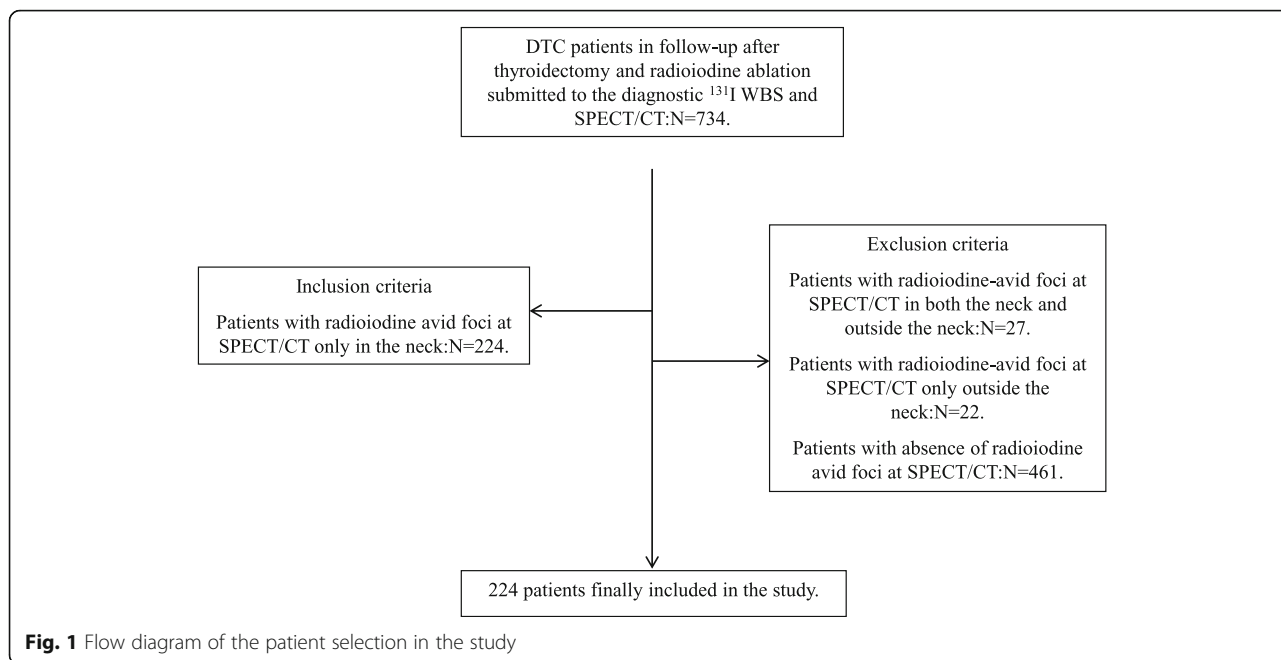 DTC patients in follow-up after
thyroidectomy and radioiodine ablation
submitted to the diagnostic ¹³¹I WBS and
SPECT/CT:N=734.
Inclusion criteria
Patients with radioiodine avid foci at
SPECT/CT only in the neck:N=224.
Exclusion criteria
Patients with radioiodine-avid foci at
SPECT/CT in both the neck and
outside the neck:N=27.
Patients with radioiodine-avid foci at
SPECT/CT only outside the
neck:N=22.
Patients with absence of radioiodine
avid foci at SPECT/CT:N=461.
224 patients finally included in the study.
Fig. 1 Flow diagram of the patient selection in the study